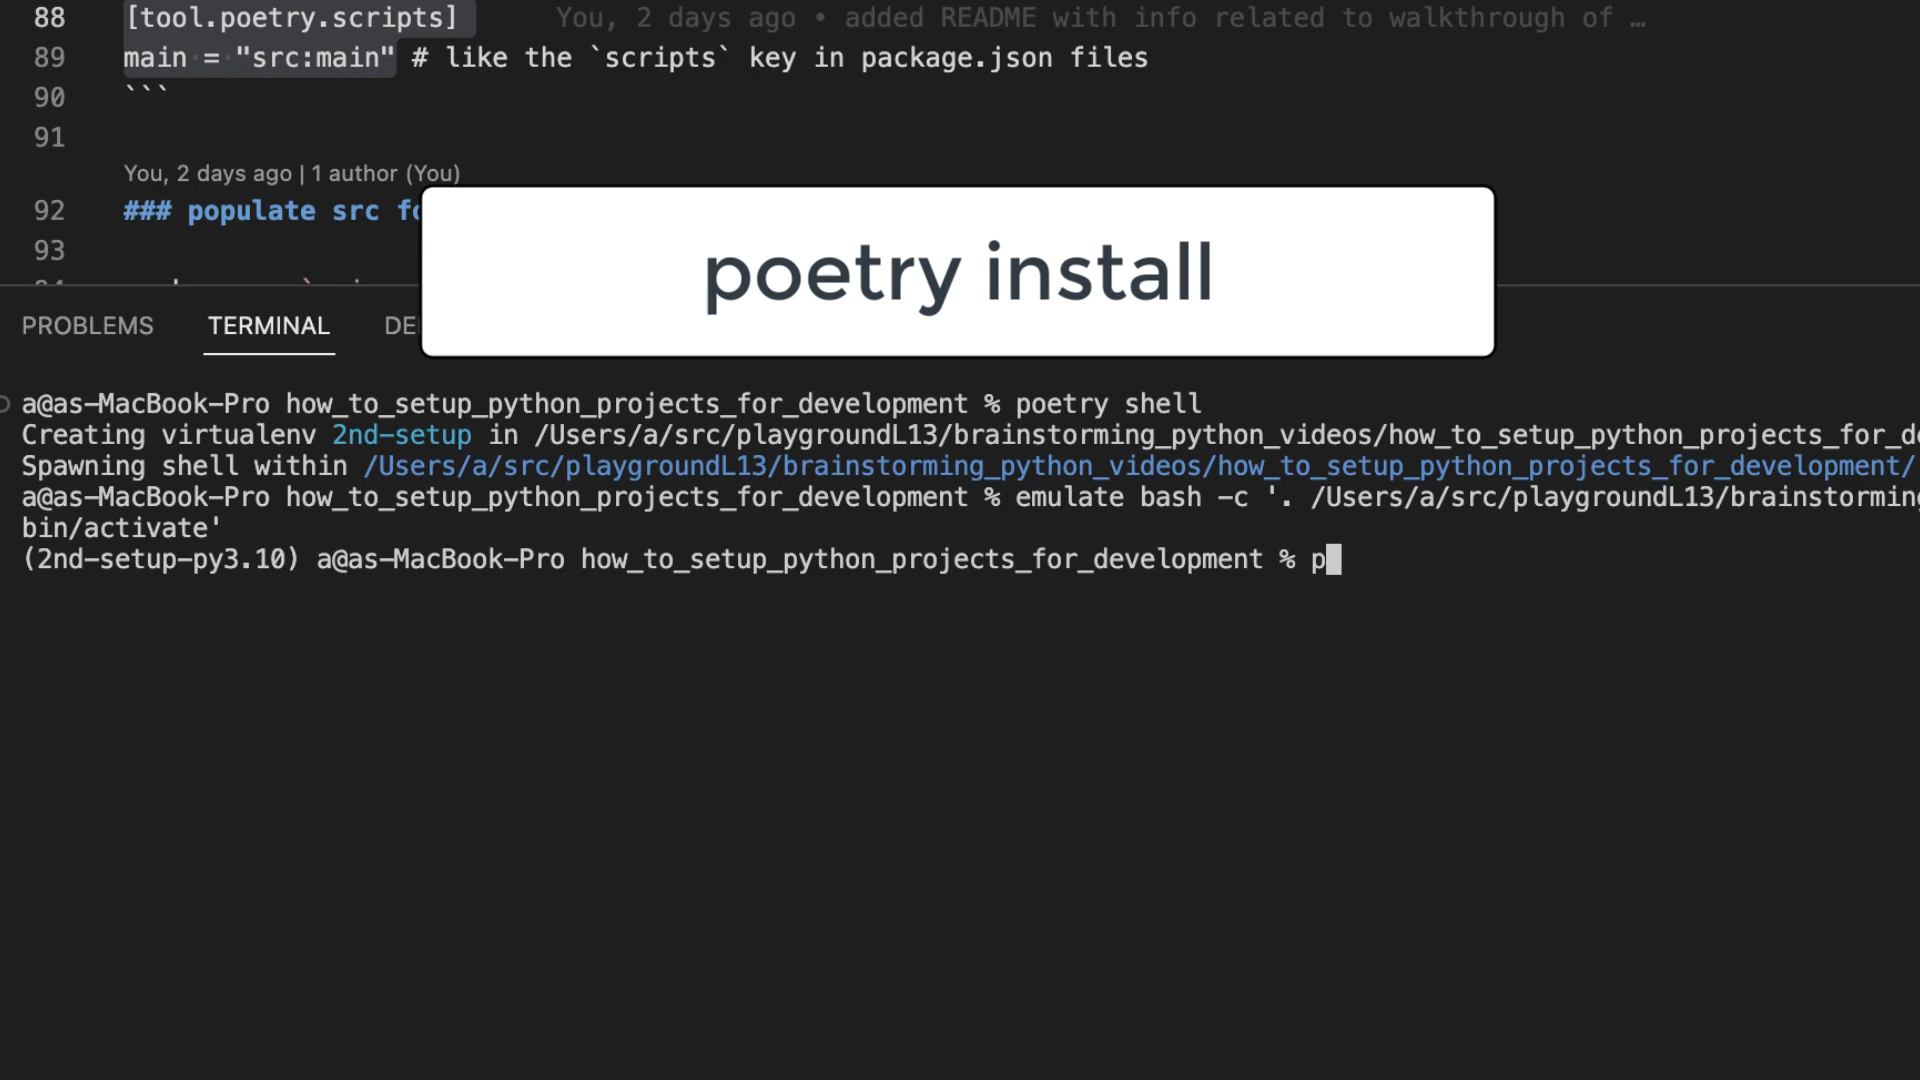 88 [tool.poetry.scripts] You, 2 days ago • added README with info related to walkthrough of …
89 main = "src:main" # like the `scripts` key in package.json files
90 ```
91
You, 2 days ago | 1 author (You)
92 ### populate src fo
93
poetry install
PROBLEMS TERMINAL DE
a@as-MacBook-Pro how_to_setup_python_projects_for_development % poetry shell
Creating virtualenv 2nd-setup in /Users/a/src/playgroundL13/brainstorming_python_videos/how_to_setup_python_projects_for_de
Spawning shell within /Users/a/src/playgroundL13/brainstorming_python_videos/how_to_setup_python_projects_for_development/
a@as-MacBook-Pro how_to_setup_python_projects_for_development % emulate bash -c '. /Users/a/src/playgroundL13/brainstorming
bin/activate'
(2nd-setup-py3.10) a@as-MacBook-Pro how_to_setup_python_projects_for_development % p